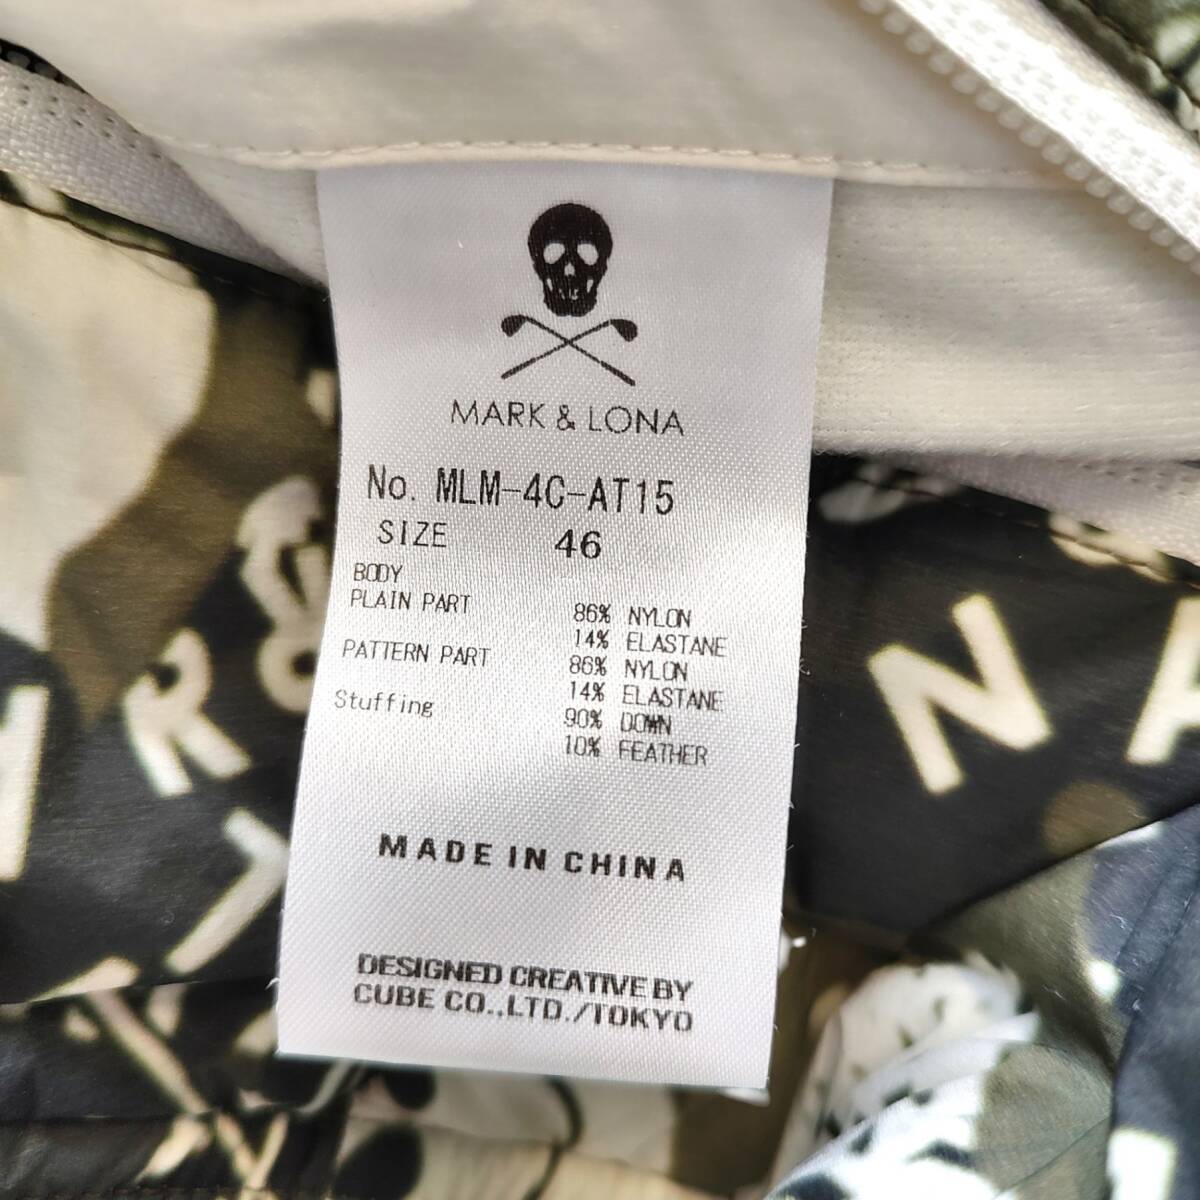 MARK & LONA
No. MLM-4C-AT15
SIZE 46
BODY
PLAIN PART 86% NYLON
14% ELASTANE
PATTERN PART 86% NYLON
14% ELASTANE
Stuffing 90% DOWN
10% FEATHER
MADE IN CHINA
DESIGNED CREATIVE BY
CUBE CO.,LTD./TOKYO
NA